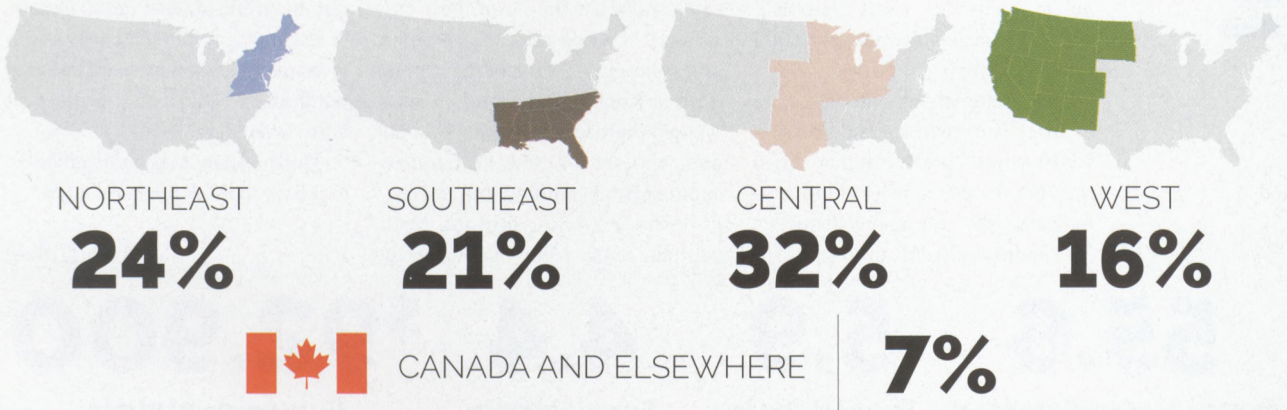 NORTHEAST
24%
SOUTHEAST
21%
CENTRAL
32%
WEST
16%
CANADA AND ELSEWHERE
7%